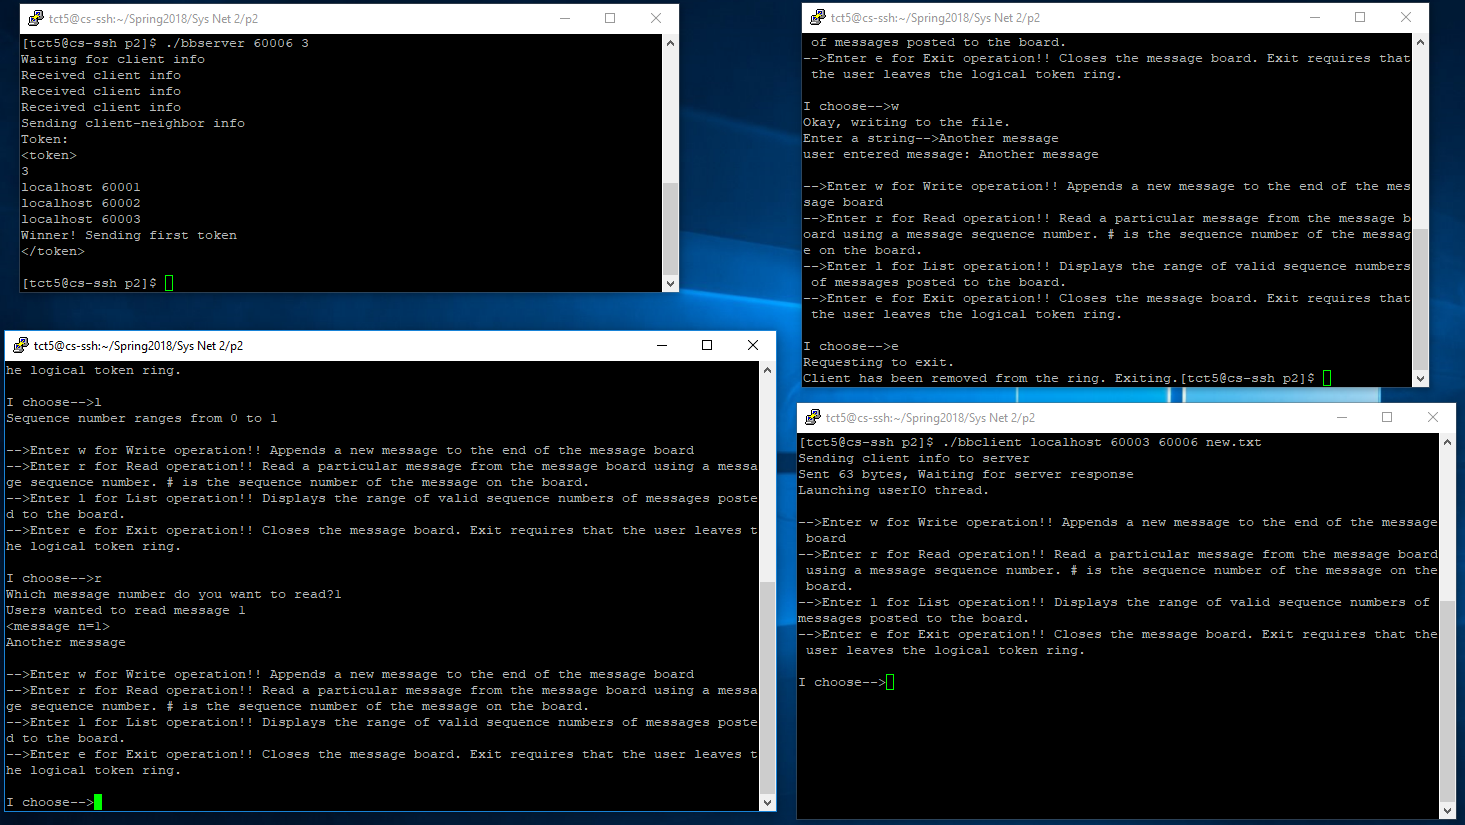 tct5@cs-ssh:~/Spring2018/Sys Net 2/p2
[tct5@cs-ssh p2]$ ./bbserver 60006 3
Waiting for client info
Received client info
Received client info
Received client info
Sending client-neighbor info
Token:
<token>
3
localhost 60001
localhost 60002
localhost 60003
Winner! Sending first token
</token>
[tct5@cs-ssh p2]$
tct5@cs-ssh:~/Spring2018/Sys Net 2/p2
 of messages posted to the board.
-->Enter e for Exit operation!! Closes the message board. Exit requires that
 the user leaves the logical token ring.
I choose-->w
Okay, writing to the file.
Enter a string-->Another message
user entered message: Another message
-->Enter w for Write operation!! Appends a new message to the end of the mes
sage board
-->Enter r for Read operation!! Read a particular message from the message b
oard using a message sequence number. # is the sequence number of the messag
e on the board.
-->Enter l for List operation!! Displays the range of valid sequence numbers
 of messages posted to the board.
-->Enter e for Exit operation!! Closes the message board. Exit requires that
 the user leaves the logical token ring.
I choose-->e
Requesting to exit.
Client has been removed from the ring. Exiting.[tct5@cs-ssh p2]$
tct5@cs-ssh:~/Spring2018/Sys Net 2/p2
he logical token ring.
I choose-->l
Sequence number ranges from 0 to 1
-->Enter w for Write operation!! Appends a new message to the end of the message board
-->Enter r for Read operation!! Read a particular message from the message board using a messa
ge sequence number. # is the sequence number of the message on the board.
-->Enter l for List operation!! Displays the range of valid sequence numbers of messages poste
d to the board.
-->Enter e for Exit operation!! Closes the message board. Exit requires that the user leaves t
he logical token ring.
I choose-->r
Which message number do you want to read?1
Users wanted to read message 1
<message n=1>
Another message
-->Enter w for Write operation!! Appends a new message to the end of the message board
-->Enter r for Read operation!! Read a particular message from the message board using a messa
ge sequence number. # is the sequence number of the message on the board.
-->Enter l for List operation!! Displays the range of valid sequence numbers of messages poste
d to the board.
-->Enter e for Exit operation!! Closes the message board. Exit requires that the user leaves t
he logical token ring.
I choose-->
tct5@cs-ssh:~/Spring2018/Sys Net 2/p2
[tct5@cs-ssh p2]$ ./bbclient localhost 60003 60006 new.txt
Sending client info to server
Sent 63 bytes, Waiting for server response
Launching userIO thread.
-->Enter w for Write operation!! Appends a new message to the end of the message
 board
-->Enter r for Read operation!! Read a particular message from the message board
 using a message sequence number. # is the sequence number of the message on the
 board.
-->Enter l for List operation!! Displays the range of valid sequence numbers of
messages posted to the board.
-->Enter e for Exit operation!! Closes the message board. Exit requires that the
 user leaves the logical token ring.
I choose-->